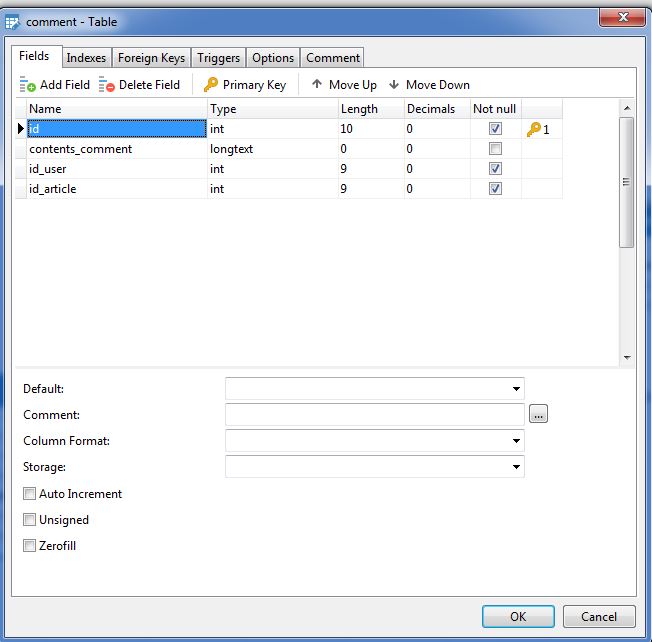 comment - Table
Fields Indexes Foreign Keys Triggers Options Comment
Add Field Delete Field Primary Key Move Up Move Down
Name Type Length Decimals Not null
id int 10 0 1
contents_comment longtext 0 0
id_user int 9 0
id_article int 9 0
Default:
Comment: ...
Column Format:
Storage:
Auto Increment
Unsigned
Zerofill
OK Cancel